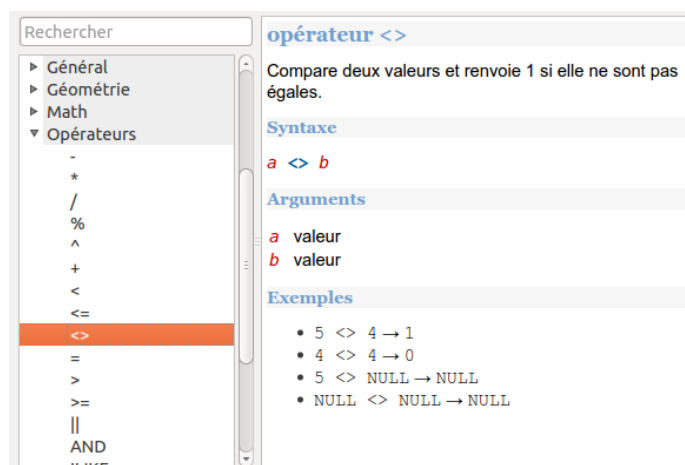 Rechercher
Général
Géométrie
Math
Opérateurs
-
*
/
%
^
+
<
<=
<>
=
>
>=
||
AND
opérateur <>
Compare deux valeurs et renvoie 1 si elle ne sont pas
égales.
Syntaxe
a <> b
Arguments
a valeur
b valeur
Exemples
• 5 <> 4 → 1
• 4 <> 4 → 0
• 5 <> NULL → NULL
• NULL <> NULL → NULL